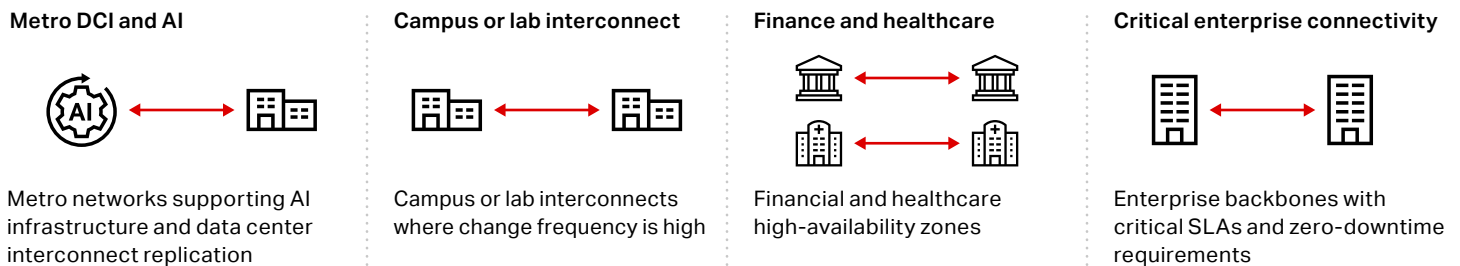 Metro DCI and AI
AI
Metro networks supporting AI
infrastructure and data center
interconnect replication
Campus or lab interconnect
Campus or lab interconnects
where change frequency is high
Finance and healthcare
Financial and healthcare
high-availability zones
Critical enterprise connectivity
Enterprise backbones with
critical SLAs and zero-downtime
requirements